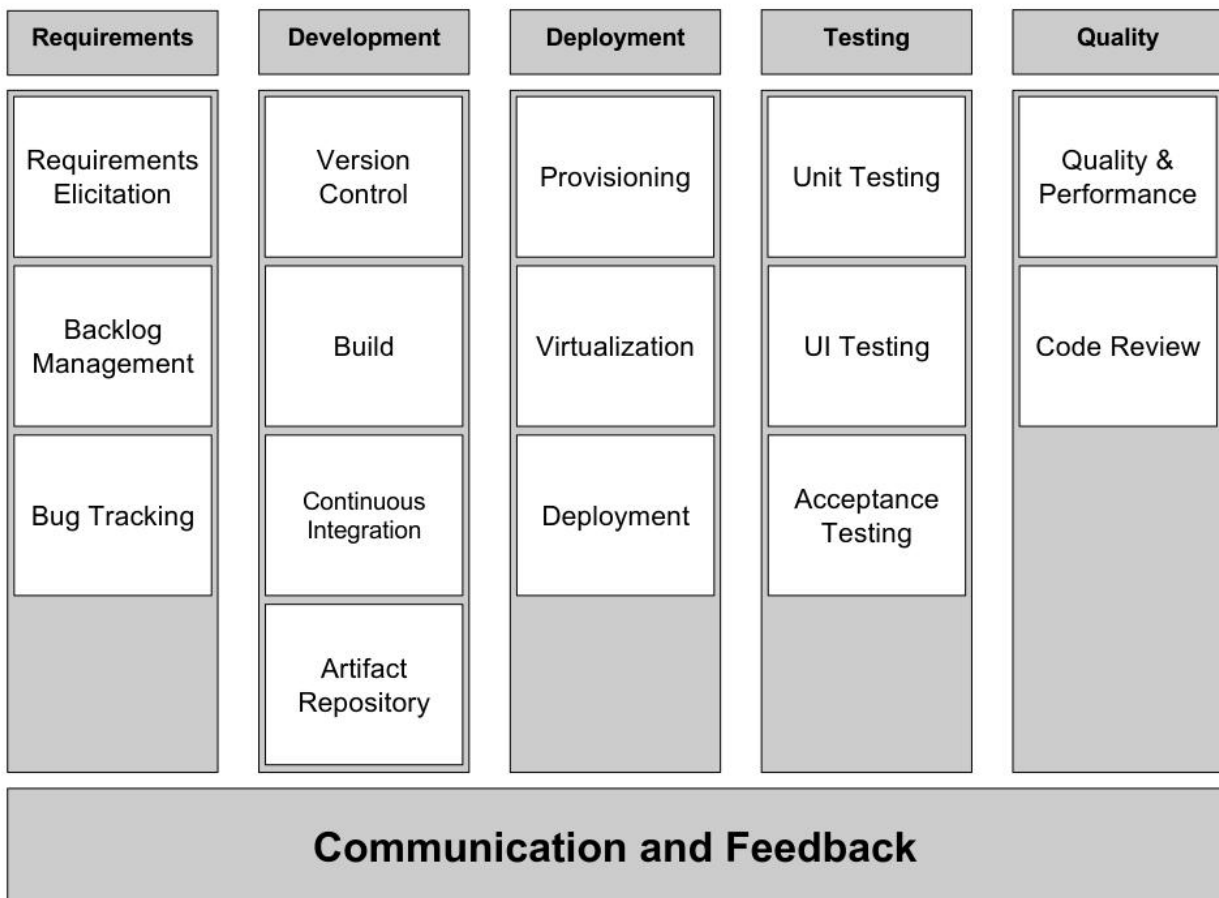 Requirements
Development
Deployment
Testing
Quality
Requirements
Elicitation
Backlog
Management
Bug Tracking
Version
Control
Build
Continuous
Integration
Artifact
Repository
Provisioning
Virtualization
Deployment
Unit Testing
UI Testing
Acceptance
Testing
Quality &
Performance
Code Review
Communication and Feedback